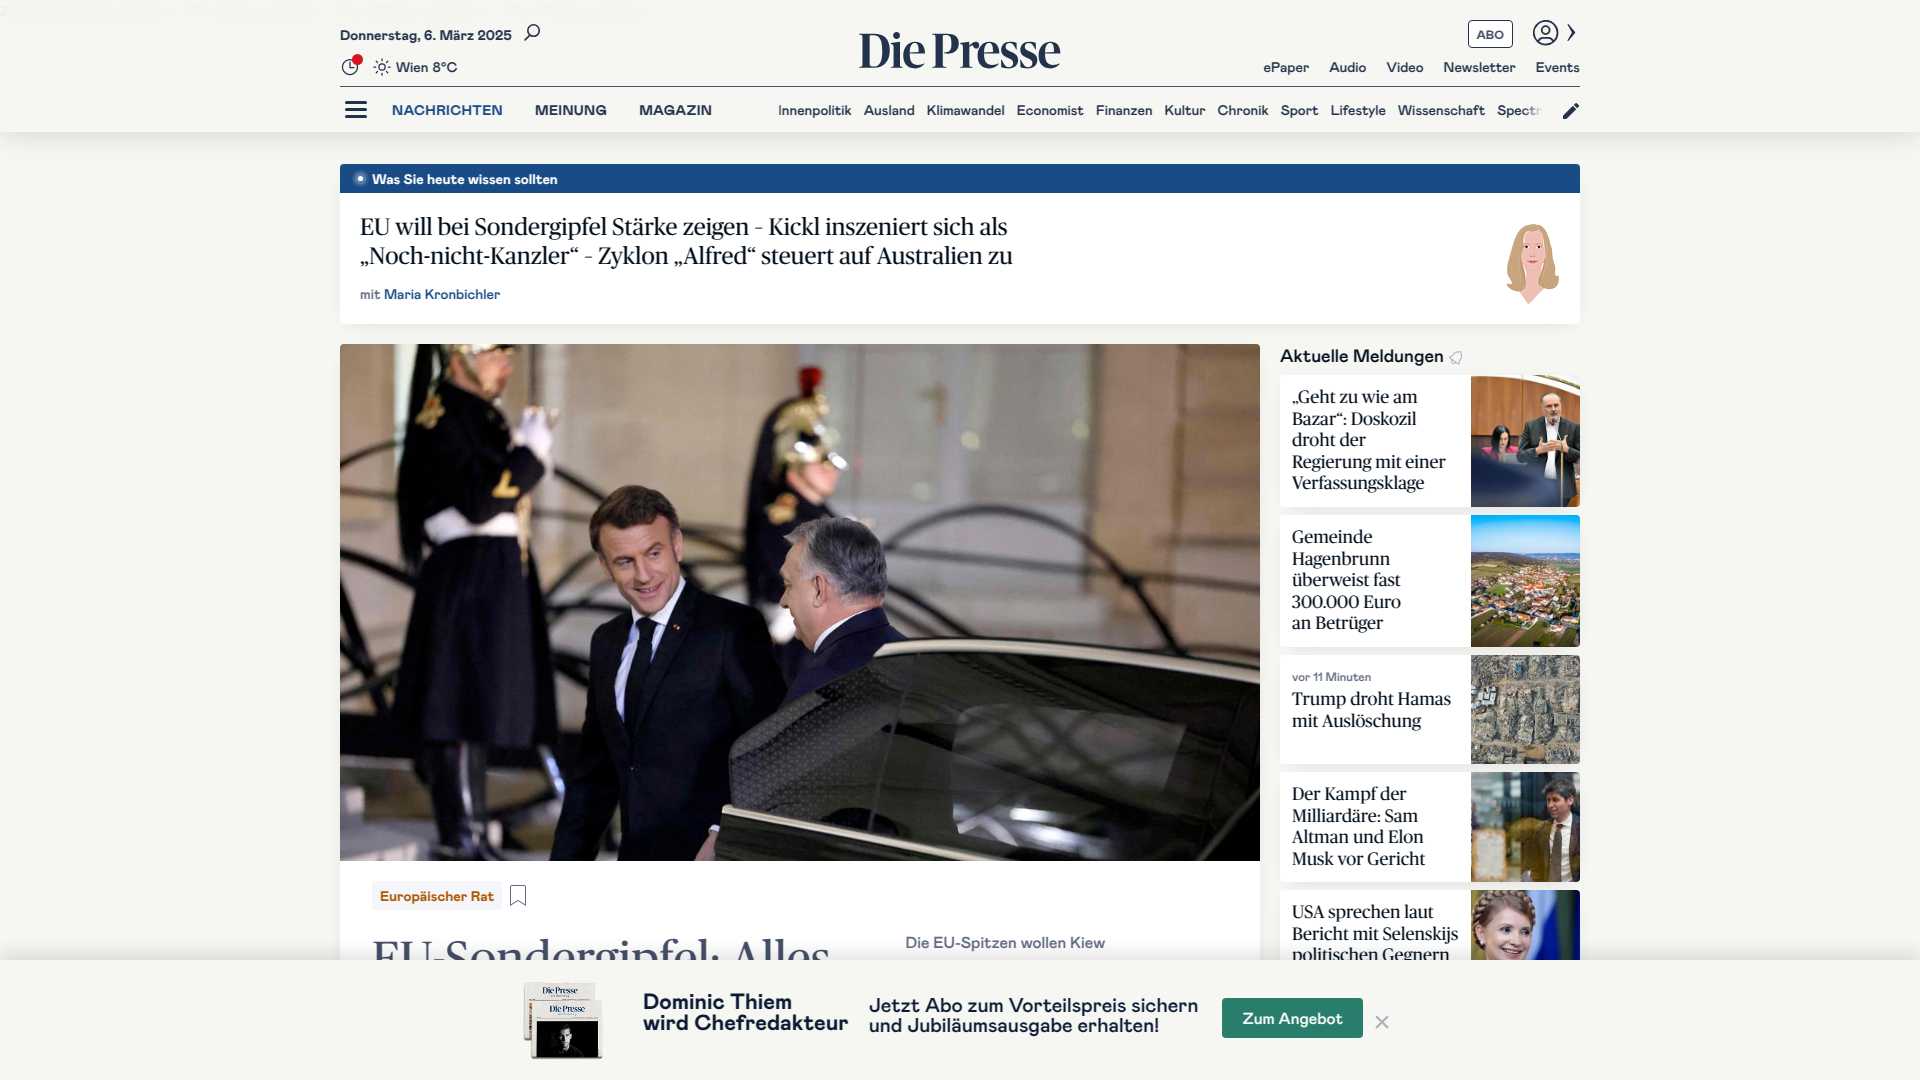 Donnerstag, 6. März 2025
Die Presse
ABO
Wien 8°C
ePaper Audio Video Newsletter Events
NACHRICHTEN MEINUNG MAGAZIN
Innenpolitik Ausland Klimawandel Economist Finanzen Kultur Chronik Sport Lifestyle Wissenschaft Spectr
Was Sie heute wissen sollten
EU will bei Sondergipfel Stärke zeigen – Kickl inszeniert sich als
„Noch-nicht-Kanzler“ – Zyklon „Alfred“ steuert auf Australien zu
mit Maria Kronbichler
Europäischer Rat
EU-Sondergipfel: Alles
Die EU-Spitzen wollen Kiew
Aktuelle Meldungen
„Geht zu wie am
Bazar“: Doskozil
droht der
Regierung mit einer
Verfassungsklage
Gemeinde
Hagenbrunn
überweist fast
300.000 Euro
an Betrüger
vor 11 Minuten
Trump droht Hamas
mit Auslöschung
Der Kampf der
Milliardäre: Sam
Altman und Elon
Musk vor Gericht
USA sprechen laut
Bericht mit Selenskijs
politischen Gegnern
Die Presse
Die Presse
Dominic Thiem
wird Chefredakteur
Jetzt Abo zum Vorteilspreis sichern
und Jubiläumsausgabe erhalten!
Zum Angebot